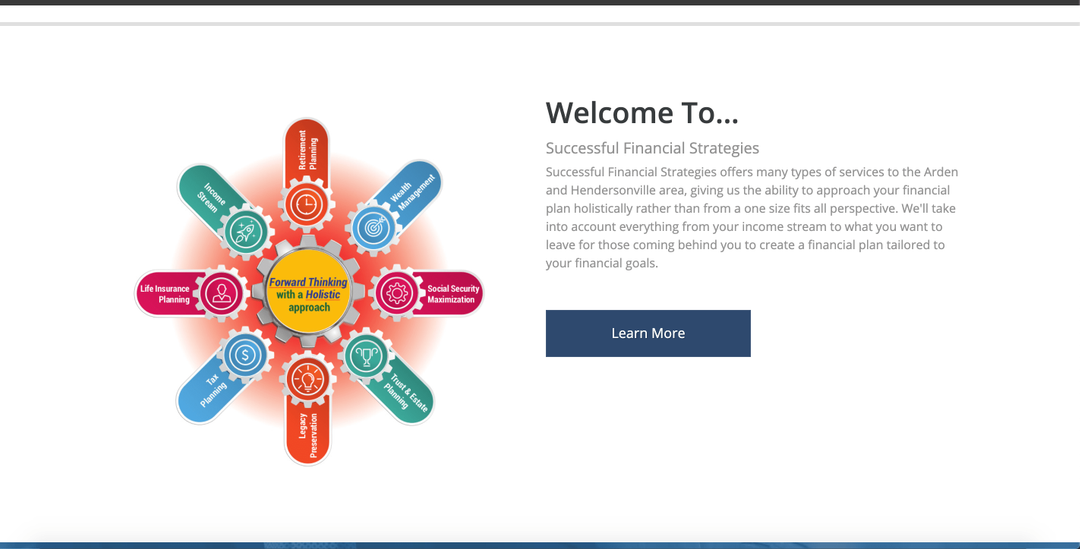 Welcome To...
Successful Financial Strategies
Successful Financial Strategies offers many types of services to the Arden
and Hendersonville area, giving us the ability to approach your financial
plan holistically rather than from a one size fits all perspective. We'll take
into account everything from your income stream to what you want to
leave for those coming behind you to create a financial plan tailored to
your financial goals.
Learn More
Retirement
Planning
Wealth
Management
Social Security
Maximization
Trust & Estate
Planning
Legacy
Preservation
Tax
Planning
Life Insurance
Planning
Income
Stream
Forward Thinking
with a Holistic
approach
$